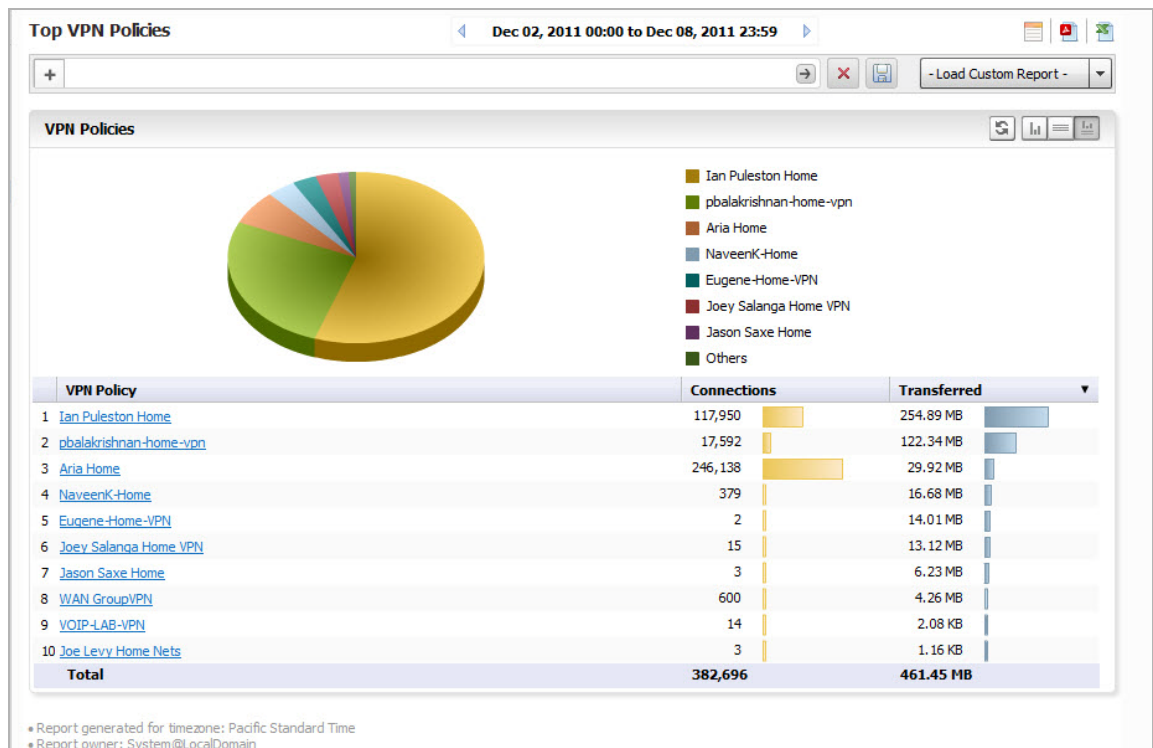 Top VPN Policies
Dec 02, 2011 00:00 to Dec 08, 2011 23:59
- Load Custom Report -
VPN Policies
Ian Puleston Home
pbalakrishnan-home-vpn
Aria Home
NaveenK-Home
Eugene-Home-VPN
Joey Salanga Home VPN
Jason Saxe Home
Others
VPN Policy Connections Transferred
1 Ian Puleston Home 117,950 254.89 MB
2 pbalakrishnan-home-vpn 17,592 122.34 MB
3 Aria Home 246,138 29.92 MB
4 NaveenK-Home 379 16.68 MB
5 Eugene-Home-VPN 2 14.01 MB
6 Joey Salanga Home VPN 15 13.12 MB
7 Jason Saxe Home 3 6.23 MB
8 WAN GroupVPN 600 4.26 MB
9 VOIP-LAB-VPN 14 2.08 KB
10 Joe Levy Home Nets 3 1.16 KB
Total 382,696 461.45 MB
• Report generated for timezone: Pacific Standard Time
• Report owner: System@LocalDomain